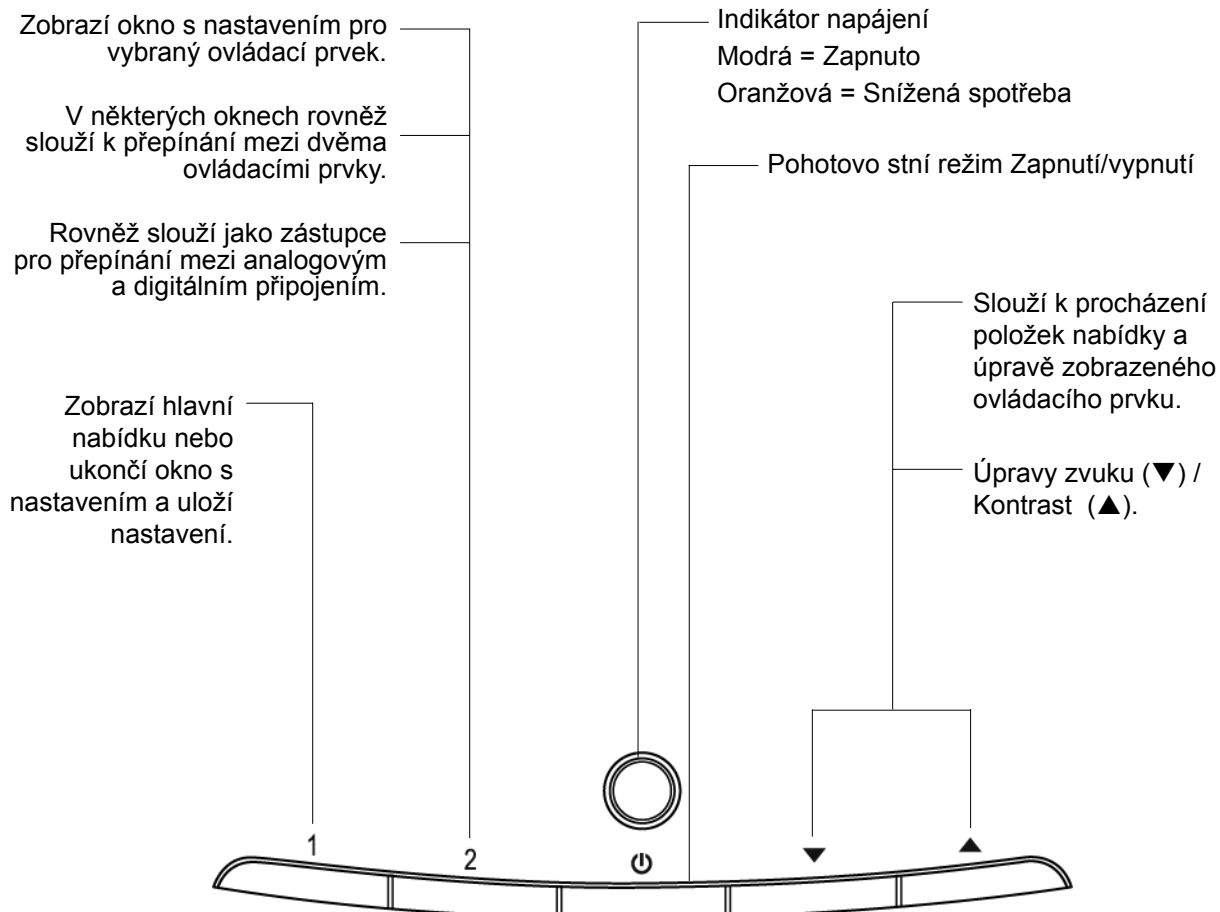 Zobrazí okno s nastavením pro
vybraný ovládací prvek.
V některých oknech rovněž
slouží k přepínání mezi dvěma
ovládacími prvky.
Rovněž slouží jako zástupce
pro přepínání mezi analogovým
a digitálním připojením.
Zobrazí hlavní
nabídku nebo
ukončí okno s
nastavením a uloží
nastavení.
Indikátor napájení
Modrá = Zapnuto
Oranžová = Snížená spotřeba
Pohotovo stní režim Zapnutí/vypnutí
Slouží k procházení
položek nabídky a
úpravě zobrazeného
ovládacího prvku.
Úpravy zvuku (▼) /
Kontrast (▲).
1
2
⏻
▼
▲